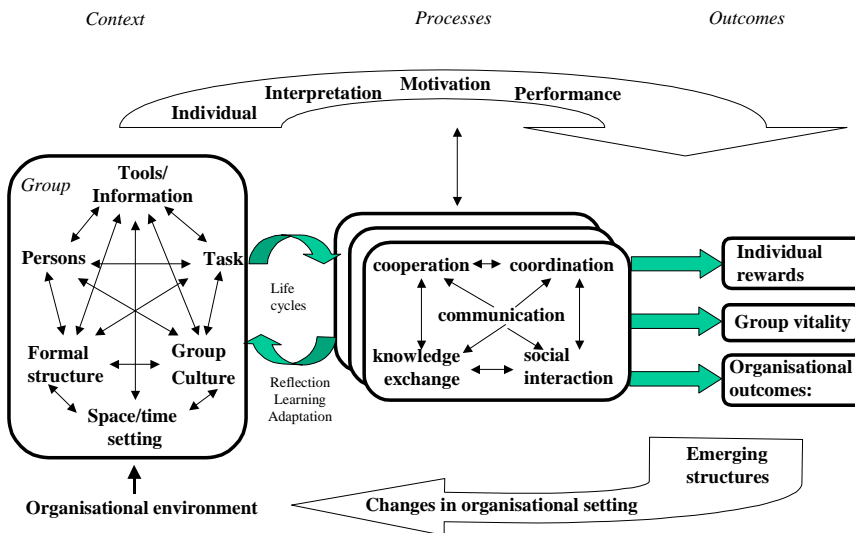 Context Processes Outcomes
Individual Interpretation Motivation Performance
Group
Tools/
Information
Persons
Task
Formal
structure
Group
Culture
Space/time
setting
Organisational environment
Life
cycles
Reflection
Learning
Adaptation
cooperation coordination
communication
knowledge
exchange
social
interaction
Individual
rewards
Group vitality
Organisational
outcomes:
Emerging
structures
Changes in organisational setting